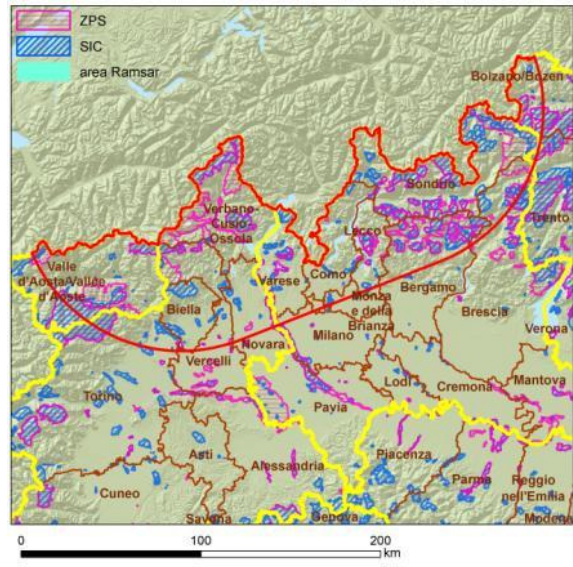 ZPS
SIC
area Ramsar
Bolzano/Bozen
Sondrio
Verbano-
Cusio-
Ossola
Trento
Lecco
Valle
d'Aosta/Vallée
d'Aoste
Varese
Como
Bergamo
Biella
Monza
e della
Brianza
Brescia
Verona
Novara
Milano
Vercelli
Lodi
Cremona
Mantova
Torino
Pavia
Asti
Alessandria
Piacenza
Parma
Reggio
nell'Emilia
Cuneo
Savona
Genova
Modena
0 100 200
km